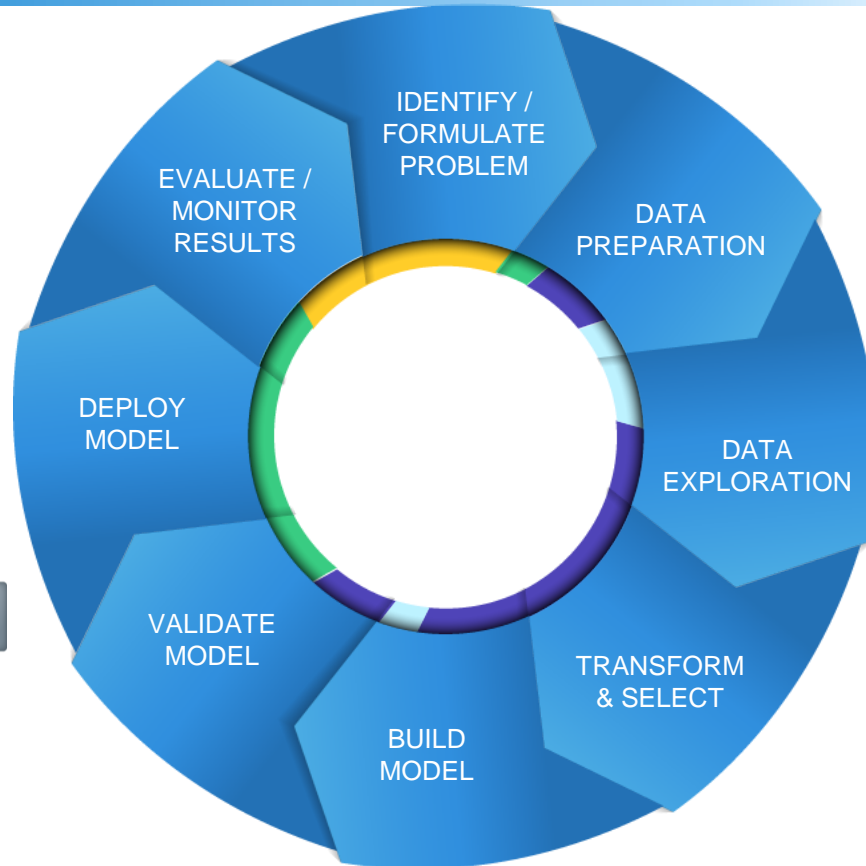 IDENTIFY /
FORMULATE
PROBLEM
DATA
PREPARATION
DATA
EXPLORATION
TRANSFORM
& SELECT
BUILD
MODEL
VALIDATE
MODEL
DEPLOY
MODEL
EVALUATE /
MONITOR
RESULTS